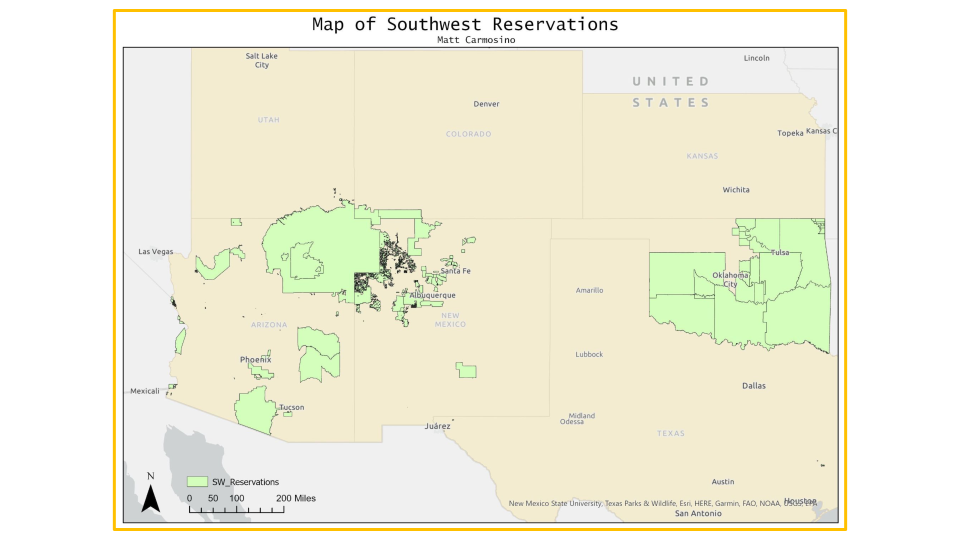 Map of Southwest Reservations
Matt Carmosino
Salt Lake
City
Lincoln
UNITED
STATES
Denver
UTAH
COLORADO
Topeka Kansas C
KANSAS
Wichita
Las Vegas
Tulsa
Santa Fe
Oklahoma
City
Amarillo
Albuquerque
NEW
MEXICO
ARIZONA
Lubbock
Phoenix
Dallas
Mexicali
Tucson
Midland
Odessa
Juárez
TEXAS
N
SW_Reservations
Austin
0 50 100 200 Miles
Houston
New Mexico State University, Texas Parks & Wildlife, Esri, HERE, Garmin, FAO, NOAA, USGS, EPA
San Antonio